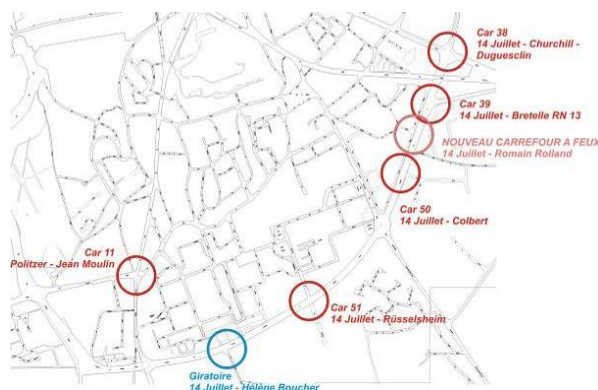 Car 38
14 Juillet - Churchill -
Duguesclin
Car 39
14 Juillet - Bretelle RN 13
NOUVEAU CARREFOUR A FEUX
14 Juillet - Romain Rolland
Car 50
14 Juillet - Colbert
Car 11
Politzer - Jean Moulin
Car 51
14 Juillet - Rüsselsheim
Giratoire
14 Juillet - Hélène Boucher